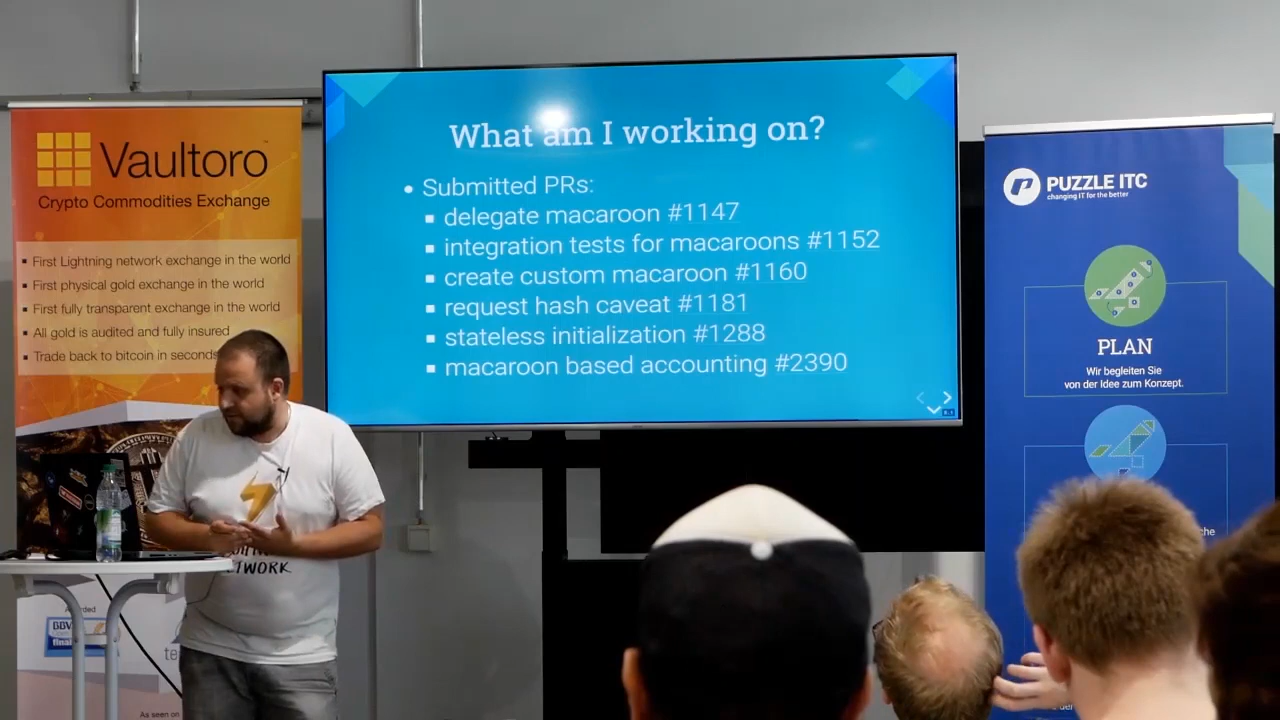 Vaultoro
Crypto Commodities Exchange
First Lightning network exchange in the world
First physical gold exchange in the world
First fully transparent exchange in the world
All gold is audited and fully insured
Trade back to bitcoin in seconds
What am I working on?
Submitted PRs:
delegate macaroon #1147
integration tests for macaroons #1152
create custom macaroon #1160
request hash caveat #1181
stateless initialization #1288
macaroon based accounting #2390
PUZZLE ITC
changing IT for the better
PLAN
Wir begleiten Sie
von der Idee zum Konzept.
As seen on